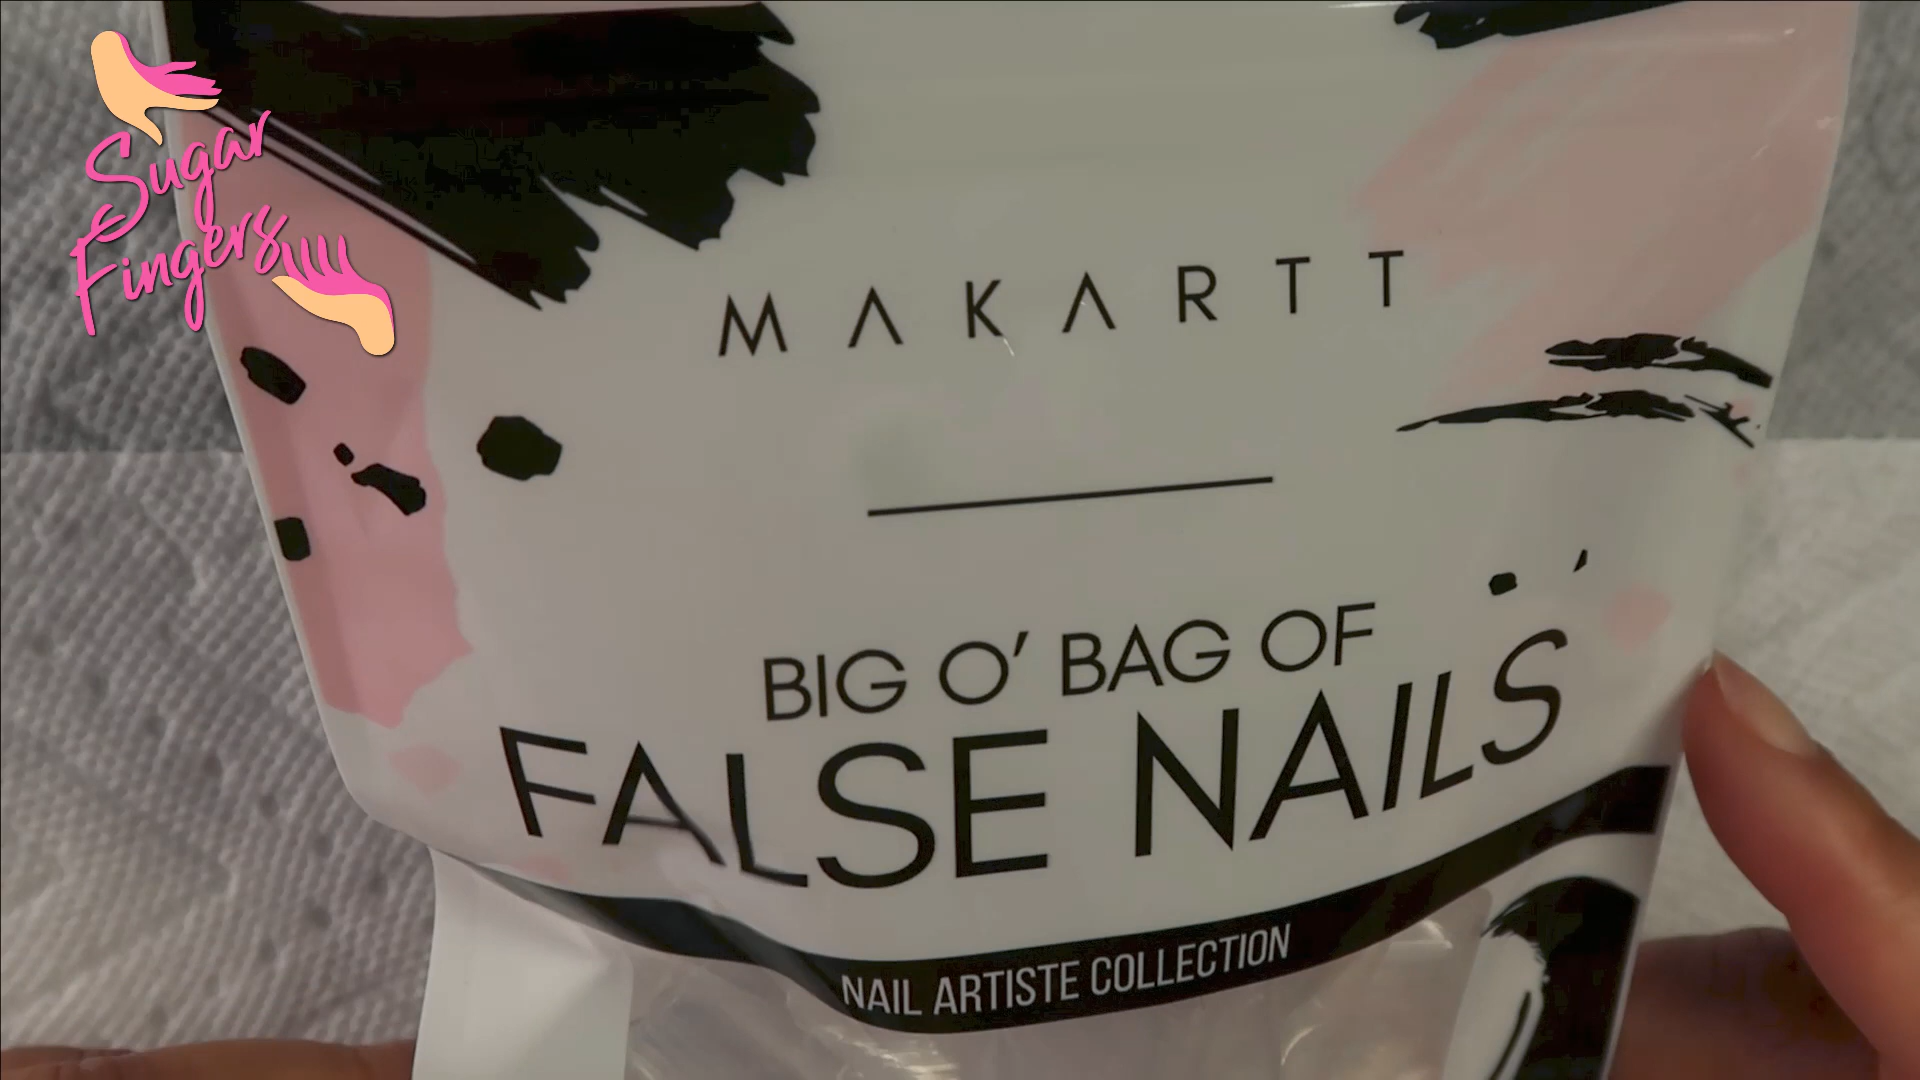 Sugar
Fingers
MAKARTT
BIG O' BAG OF
FALSE NAILS
NAIL ARTISTE COLLECTION